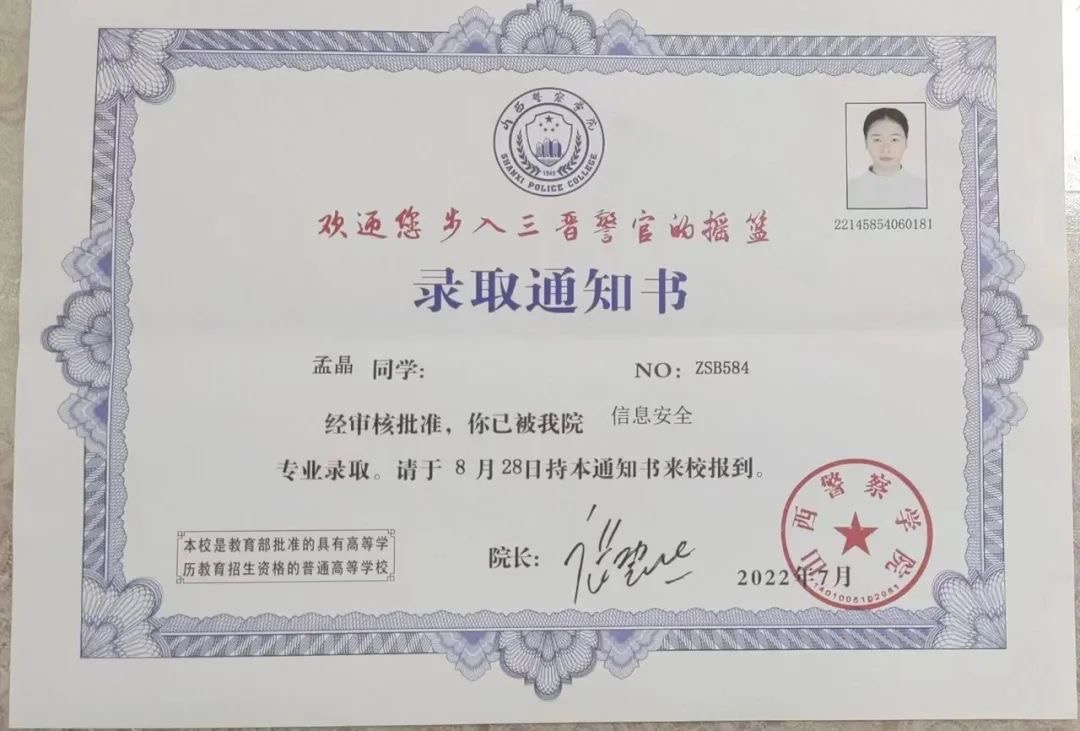 山西警察学院
SHANXI POLICE COLLEGE
1949
22145854060181
欢迎您步入三晋警官的摇篮
录取通知书
孟晶 同学: NO: ZSB584
经审核批准，你已被我院 信息安全
专业录取。请于 8 月 28日持本通知书来校报到。
本校是教育部批准的具有高等学
历教育招生资格的普通高等学校
院长:
2022年7月
山西警察学院